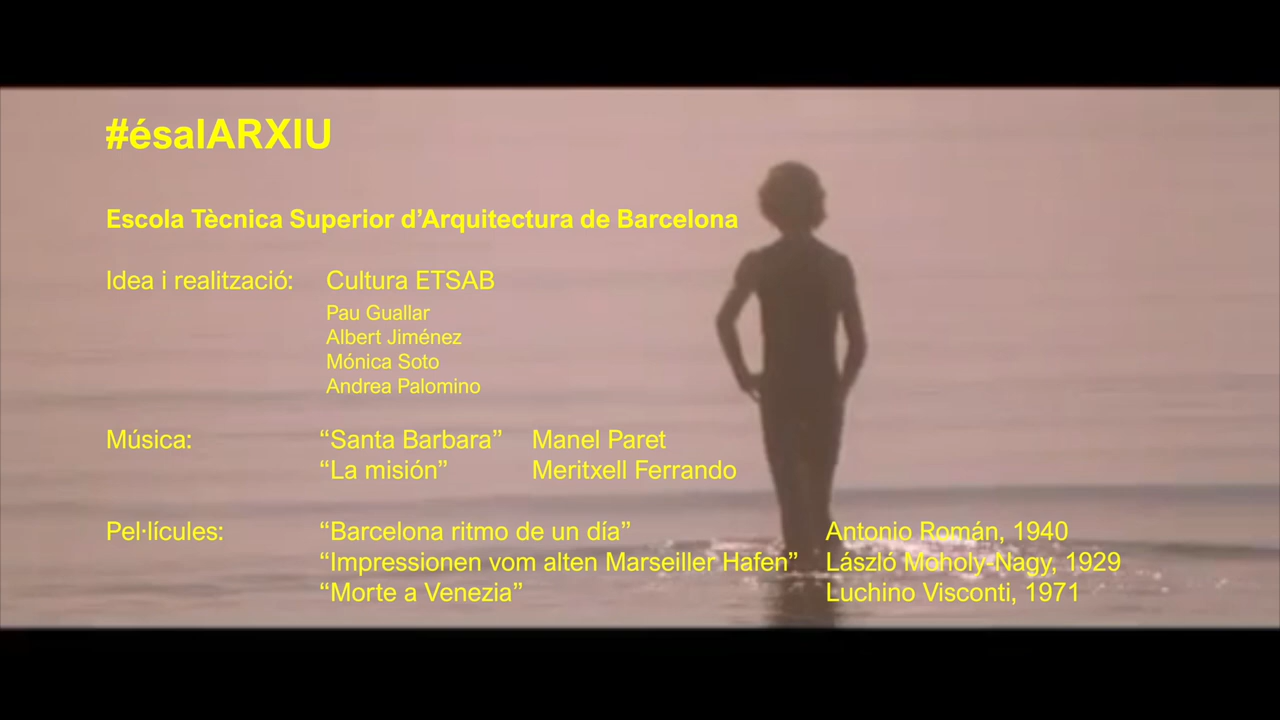 #ésalARXIU
Escola Tècnica Superior d’Arquitectura de Barcelona
Idea i realització: Cultura ETSAB
Pau Guallar
Albert Jiménez
Mónica Soto
Andrea Palomino
Música: “Santa Barbara” Manel Paret
“La misión” Meritxell Ferrando
Pel·lícules: “Barcelona ritmo de un día” Antonio Román, 1940
“Impressionen vom alten Marseiller Hafen” László Moholy-Nagy, 1929
“Morte a Venezia” Luchino Visconti, 1971